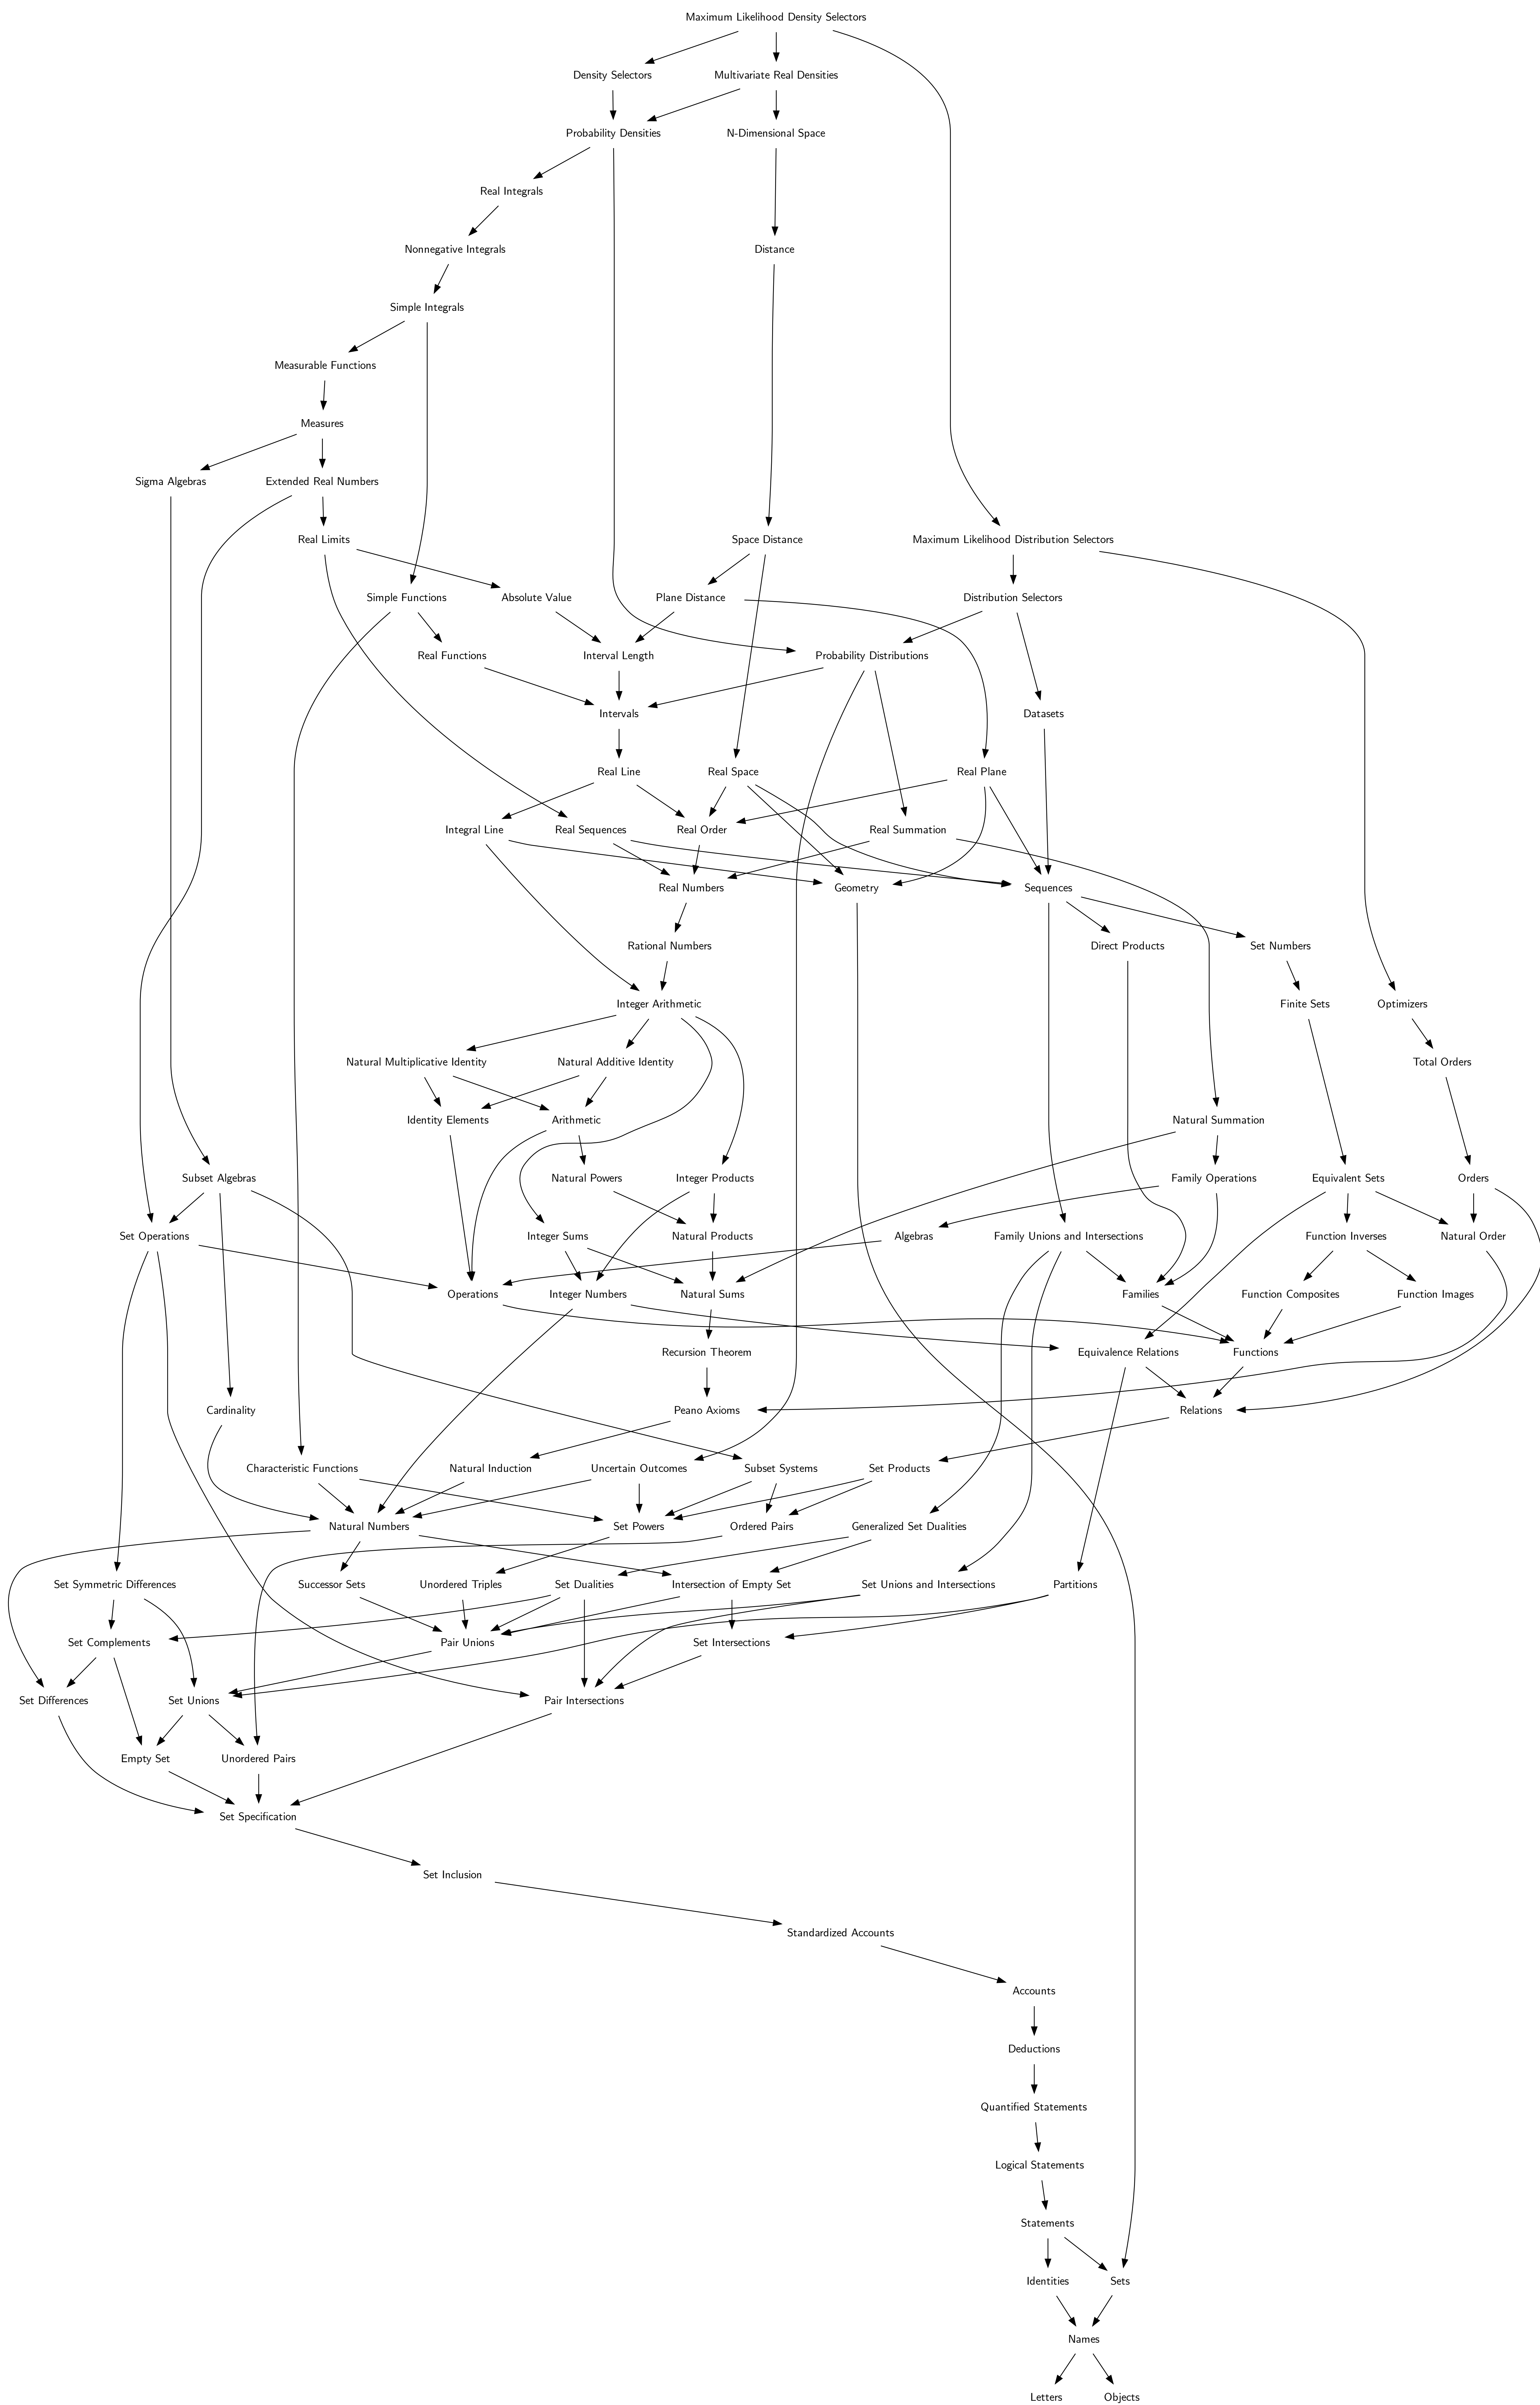 Maximum Likelihood Density Selectors
Density Selectors
Multivariate Real Densities
Probability Densities
N-Dimensional Space
Real Integrals
Nonnegative Integrals
Distance
Simple Integrals
Measurable Functions
Measures
Sigma Algebras
Extended Real Numbers
Real Limits
Space Distance
Maximum Likelihood Distribution Selectors
Simple Functions
Absolute Value
Plane Distance
Distribution Selectors
Real Functions
Interval Length
Probability Distributions
Intervals
Datasets
Real Line
Real Space
Real Plane
Integral Line
Real Sequences
Real Order
Real Summation
Real Numbers
Geometry
Sequences
Rational Numbers
Direct Products
Set Numbers
Integer Arithmetic
Finite Sets
Optimizers
Natural Multiplicative Identity
Natural Additive Identity
Total Orders
Identity Elements
Arithmetic
Natural Summation
Subset Algebras
Natural Powers
Integer Products
Family Operations
Equivalent Sets
Orders
Set Operations
Integer Sums
Natural Products
Algebras
Family Unions and Intersections
Function Inverses
Natural Order
Operations
Integer Numbers
Natural Sums
Families
Function Composites
Function Images
Recursion Theorem
Equivalence Relations
Functions
Cardinality
Peano Axioms
Relations
Characteristic Functions
Natural Induction
Uncertain Outcomes
Subset Systems
Set Products
Natural Numbers
Set Powers
Ordered Pairs
Generalized Set Dualities
Set Symmetric Differences
Successor Sets
Unordered Triples
Set Dualities
Intersection of Empty Set
Set Unions and Intersections
Partitions
Set Complements
Pair Unions
Set Intersections
Set Differences
Set Unions
Pair Intersections
Empty Set
Unordered Pairs
Set Specification
Set Inclusion
Standardized Accounts
Accounts
Deductions
Quantified Statements
Logical Statements
Statements
Identities
Sets
Names
Letters
Objects